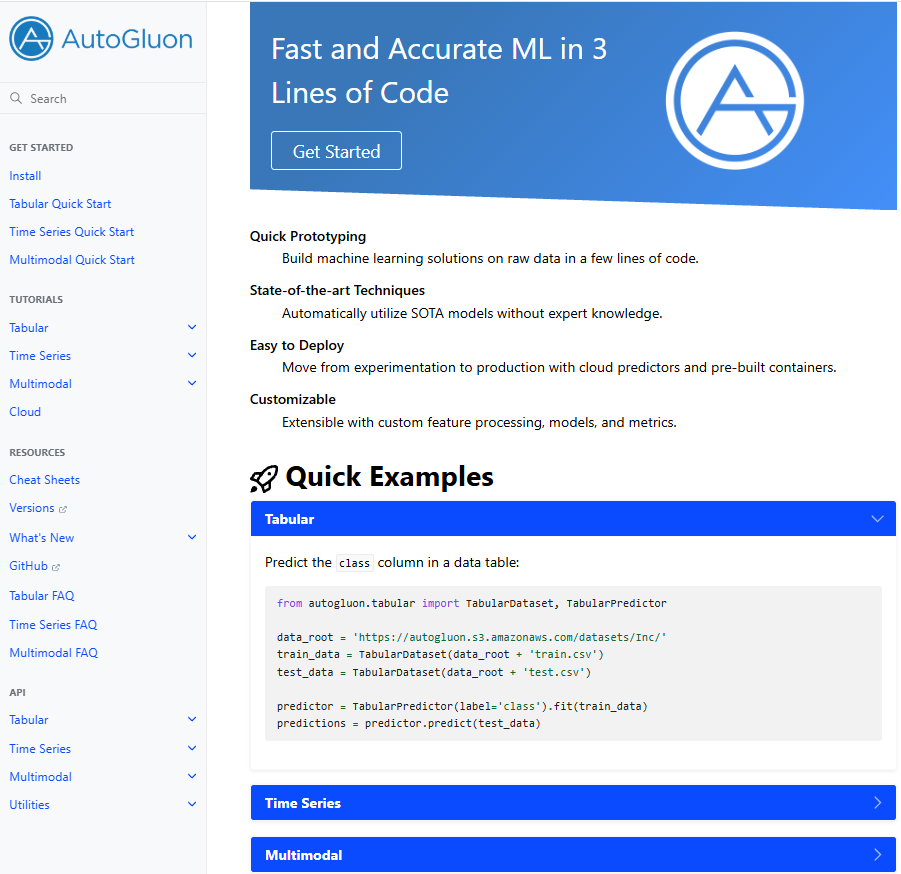 AutoGluon
Search
GET STARTED
Install
Tabular Quick Start
Time Series Quick Start
Multimodal Quick Start
TUTORIALS
Tabular
Time Series
Multimodal
Cloud
RESOURCES
Cheat Sheets
Versions
What's New
GitHub
Tabular FAQ
Time Series FAQ
Multimodal FAQ
API
Tabular
Time Series
Multimodal
Utilities
Fast and Accurate ML in 3
Lines of Code
Get Started
Quick Prototyping
Build machine learning solutions on raw data in a few lines of code.
State-of-the-art Techniques
Automatically utilize SOTA models without expert knowledge.
Easy to Deploy
Move from experimentation to production with cloud predictors and pre-built containers.
Customizable
Extensible with custom feature processing, models, and metrics.
Quick Examples
Tabular
Predict the class column in a data table:
from autogluon.tabular import TabularDataset, TabularPredictor
data_root = 'https://autogluon.s3.amazonaws.com/datasets/Inc/'
train_data = TabularDataset(data_root + 'train.csv')
test_data = TabularDataset(data_root + 'test.csv')
predictor = TabularPredictor(label='class').fit(train_data)
predictions = predictor.predict(test_data)
Time Series
Multimodal